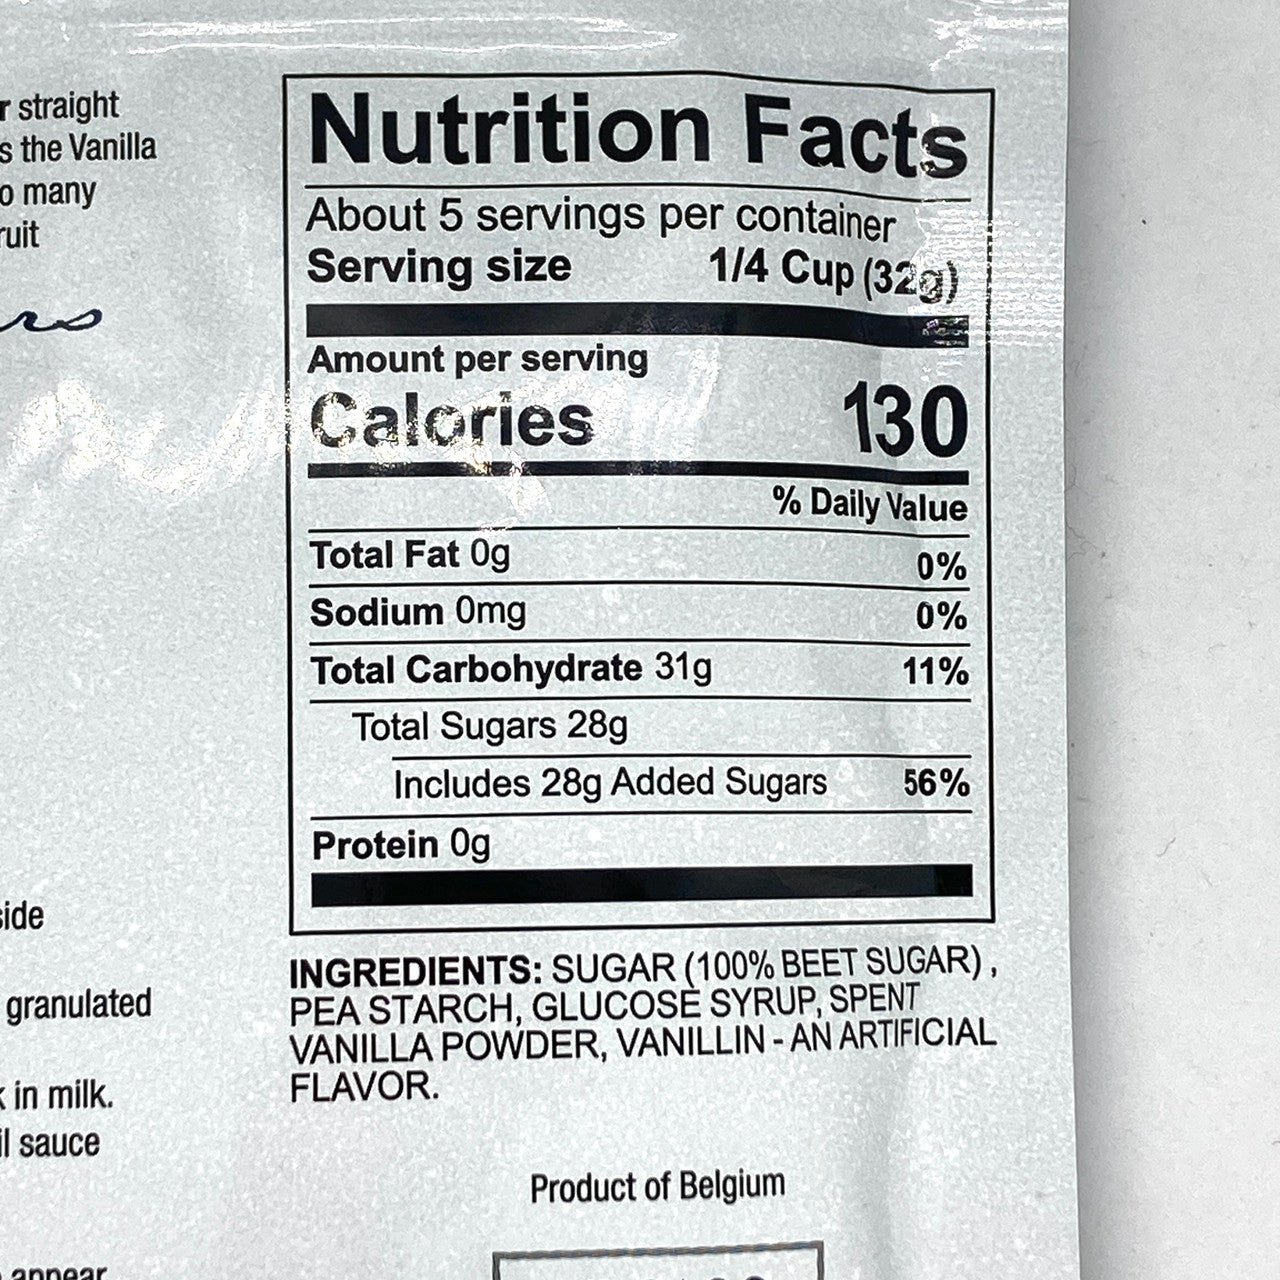 r straight
s the Vanilla
o many
ruit
Nutrition Facts
About 5 servings per container
Serving size 1/4 Cup (32g)
Amount per serving
Calories 130
% Daily Value
Total Fat 0g 0%
Sodium 0mg 0%
Total Carbohydrate 31g 11%
Total Sugars 28g
Includes 28g Added Sugars 56%
Protein 0g
side
granulated
k in milk.
il sauce
appear
INGREDIENTS: SUGAR (100% BEET SUGAR),
PEA STARCH, GLUCOSE SYRUP, SPENT
VANILLA POWDER, VANILLIN - AN ARTIFICIAL
FLAVOR.
Product of Belgium